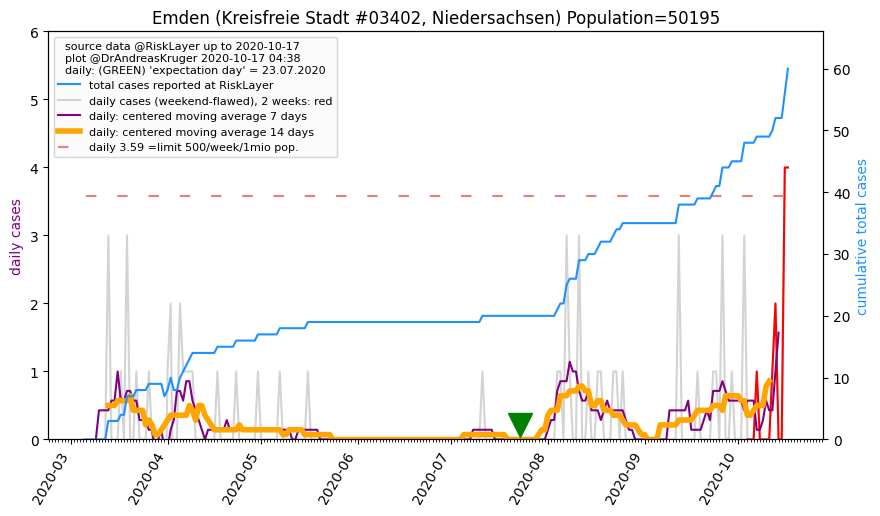 Emden (Kreisfreie Stadt #03402, Niedersachsen) Population=50195
source data @RiskLayer up to 2020-10-17
plot @DrAndreasKruger 2020-10-17 04:38
daily: (GREEN) 'expectation day' = 23.07.2020
total cases reported at RiskLayer
daily cases (weekend-flawed), 2 weeks: red
daily: centered moving average 7 days
daily: centered moving average 14 days
daily 3.59 =limit 500/week/1mio pop.
daily cases
6
5
4
3
2
1
0
cumulative total cases
60
50
40
30
20
10
0
2020-03
2020-04
2020-05
2020-06
2020-07
2020-08
2020-09
2020-10